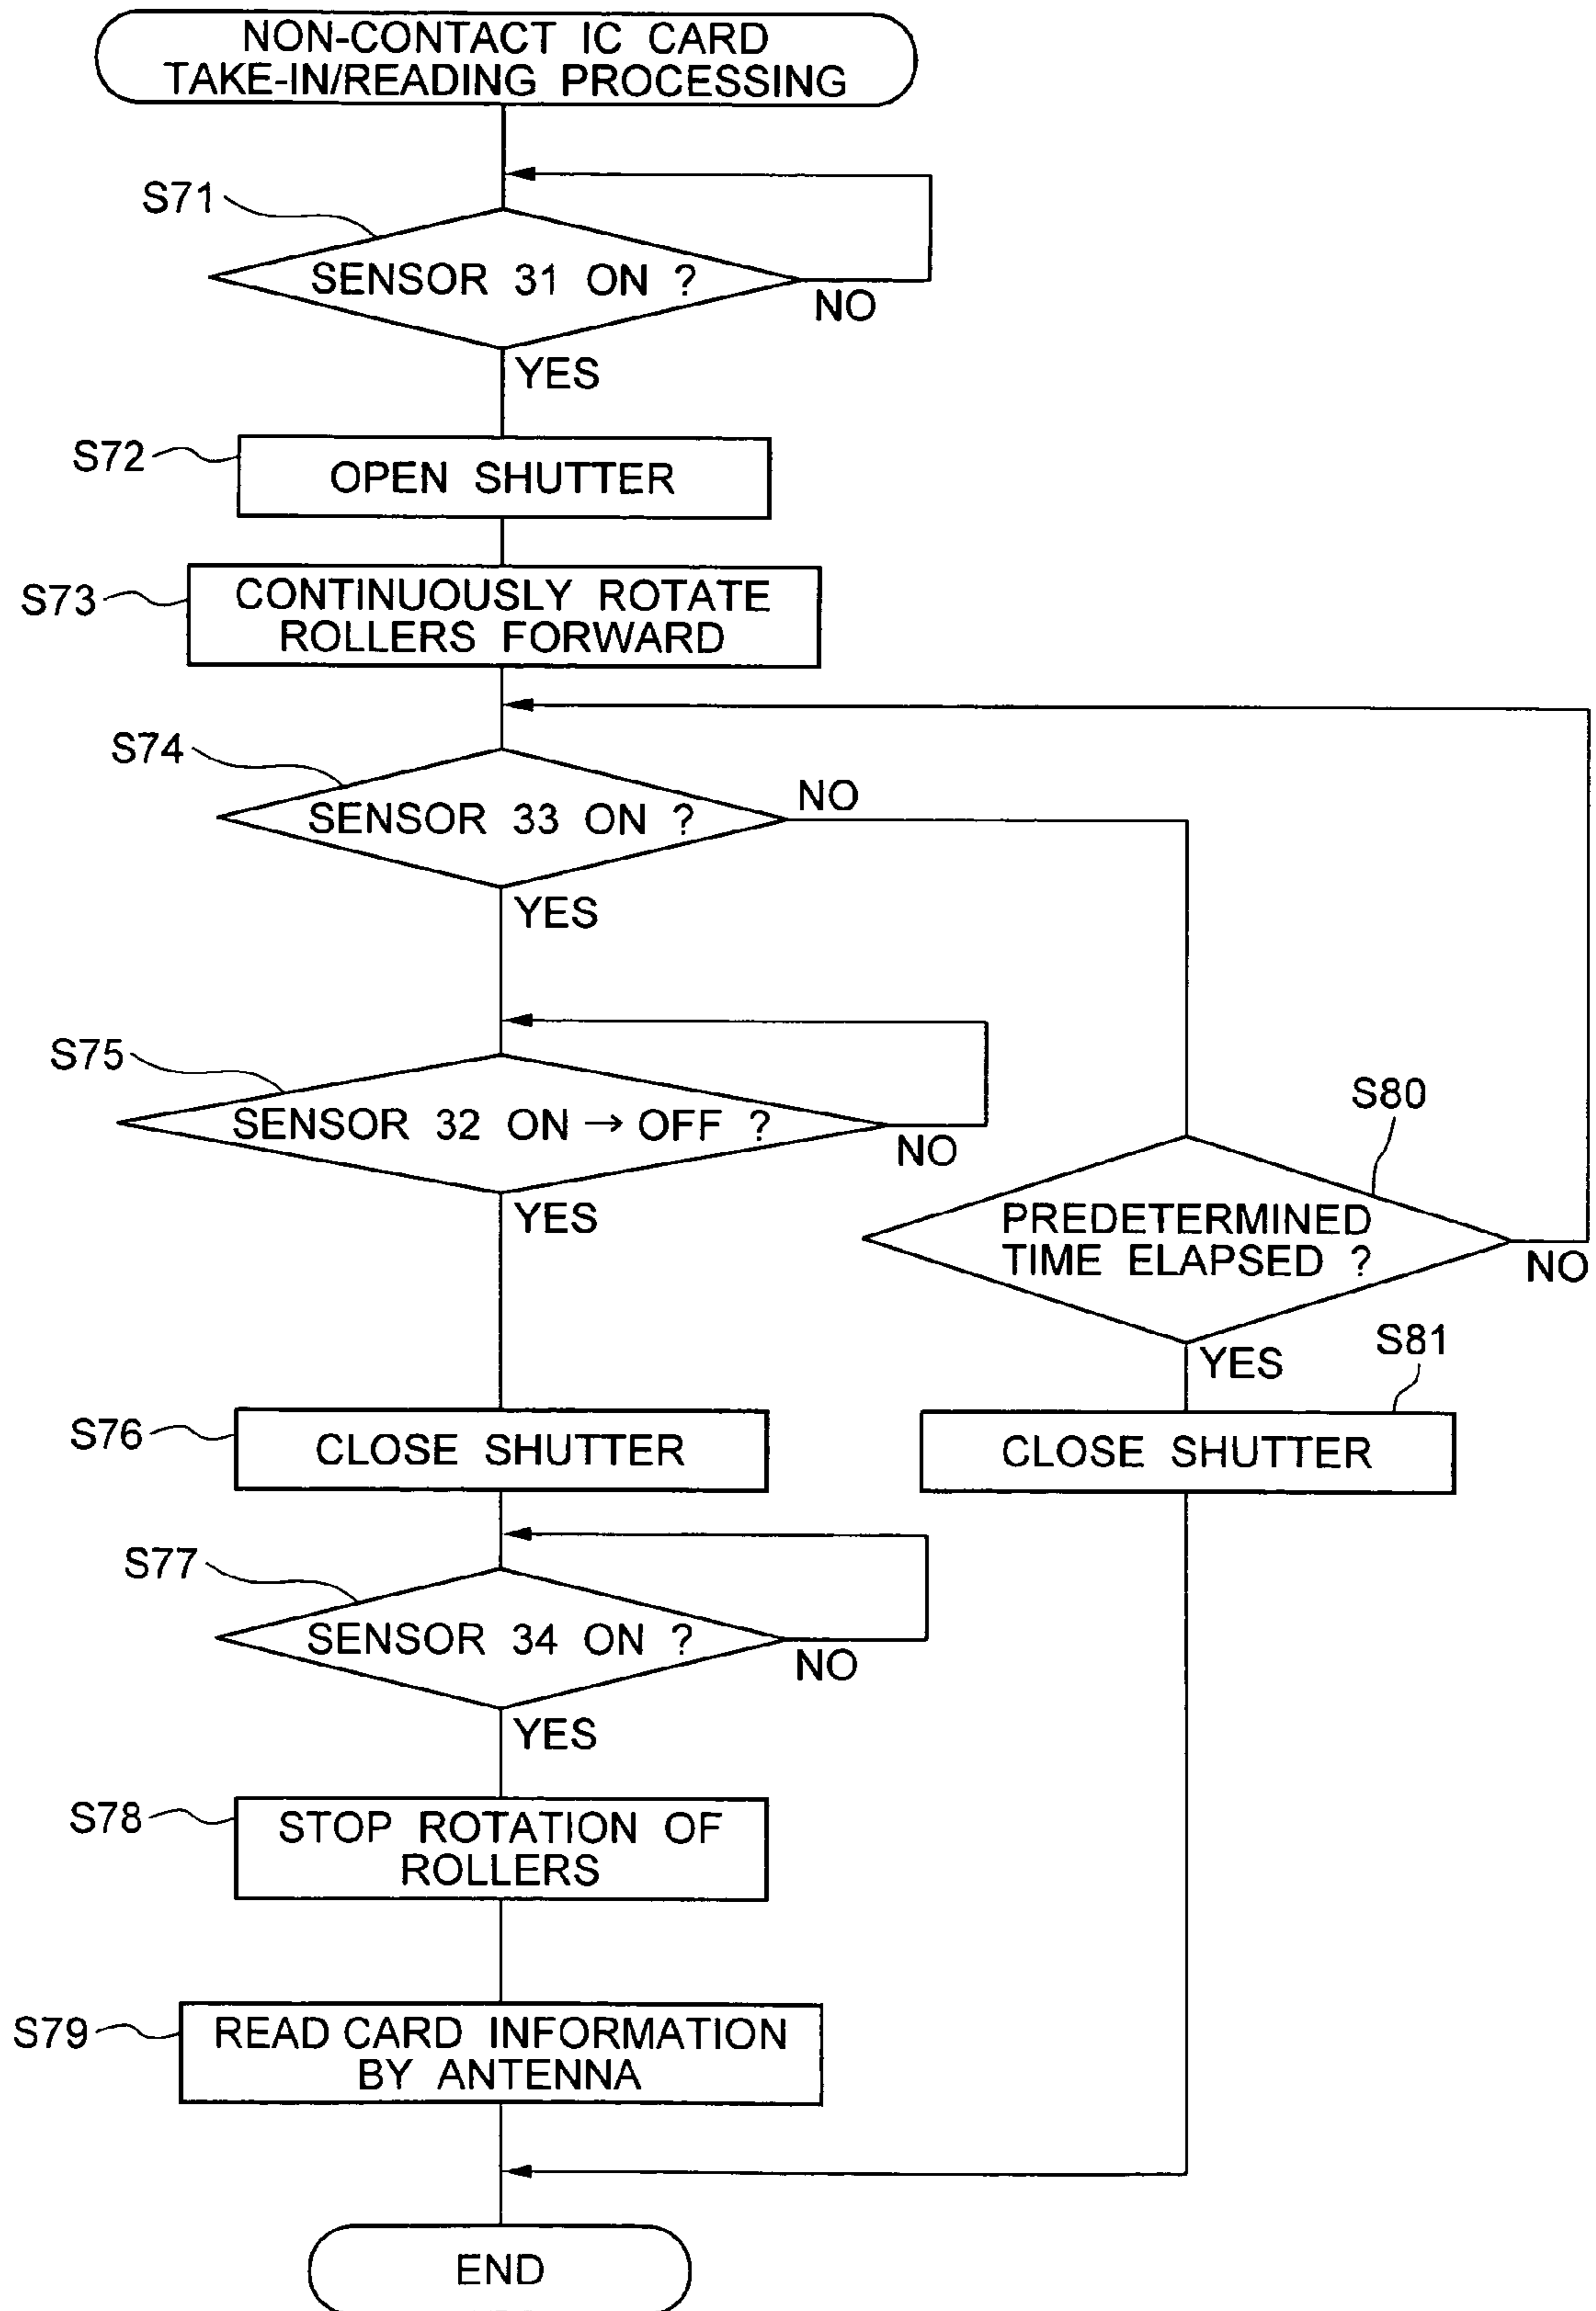 NON-CONTACT IC CARD
TAKE-IN/READING PROCESSING
S71
SENSOR 31 ON ?
NO
YES
S72
OPEN SHUTTER
S73
CONTINUOUSLY ROTATE
ROLLERS FORWARD
S74
SENSOR 33 ON ?
NO
YES
S75
SENSOR 32 ON → OFF ?
NO
YES
S80
PREDETERMINED
TIME ELAPSED ?
NO
YES
S76
CLOSE SHUTTER
S81
CLOSE SHUTTER
S77
SENSOR 34 ON ?
NO
YES
S78
STOP ROTATION OF
ROLLERS
S79
READ CARD INFORMATION
BY ANTENNA
END